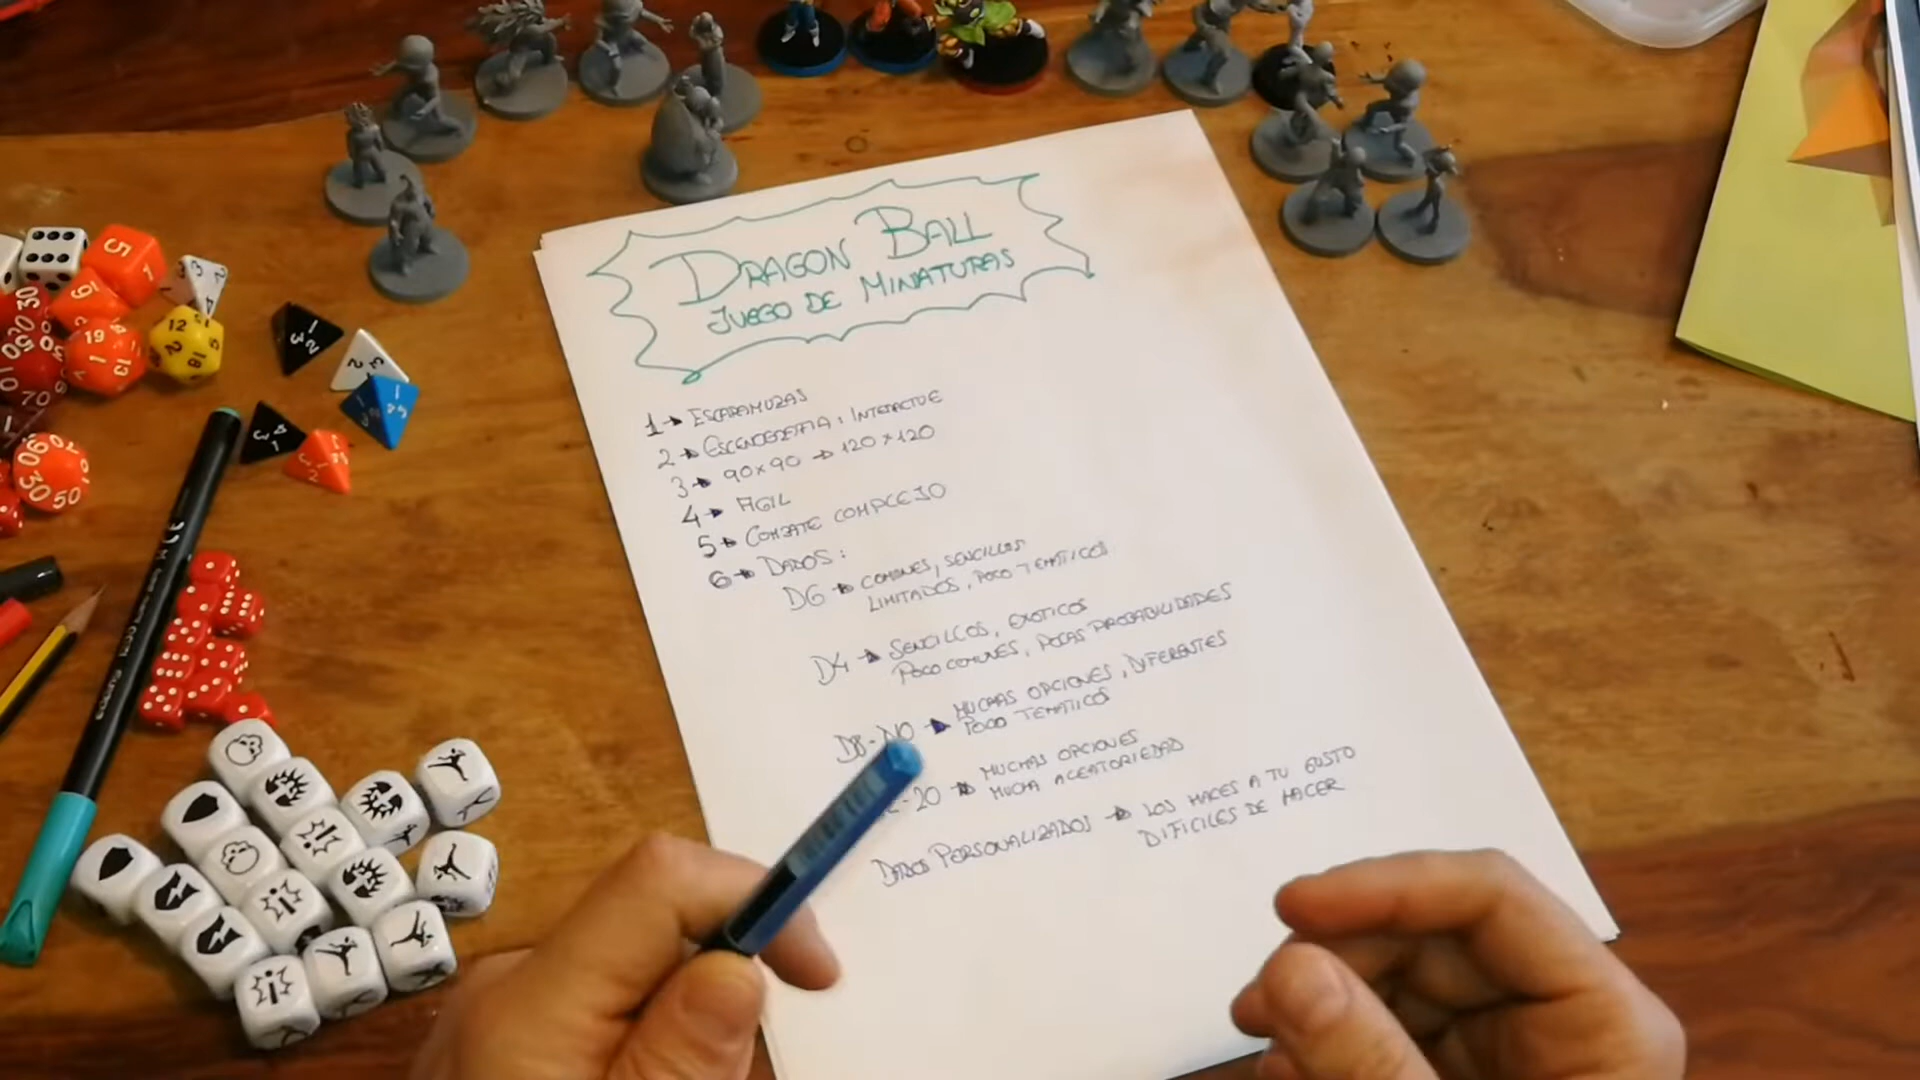 DRAGON BALL
JUEGO DE MINATURAS
1→ ESCARAMUZAS
2→ ESCENOGRAFIA: INTERACTUE
3→ 90x90 → 120x120
4→ AGIL
5→ COMBATE COMPLEJO
6→ DADOS:
D6→ COMUNES, SENCILLOS
LIMITADOS, POCO TEMATICOS
D4→ SENCILLOS, EXOTICOS
POCO COMUNES, POCAS PROBABILIDADES
D8-D10→ MUCHAS OPCIONES, DIFERENTES
POCO TEMATICOS
-20→ MUCHAS OPCIONES
MUCHA ALEATORIEDAD
DADOS PERSONALIZADOS→ LOS HACES A TU GUSTO
DIFICILES DE HACER